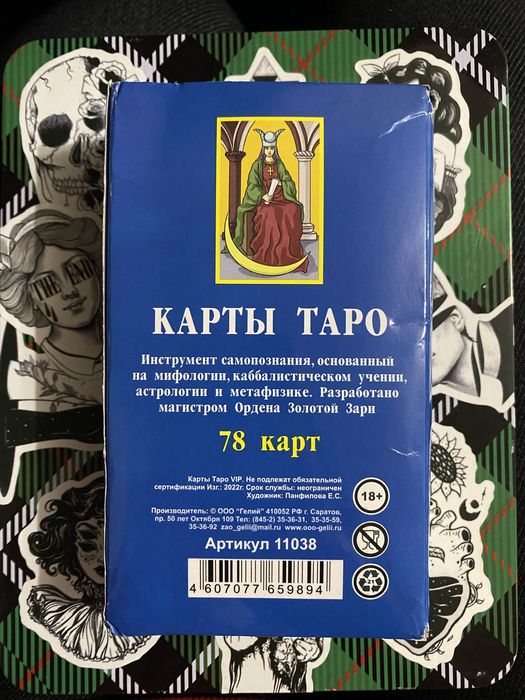 THE END
КАРТЫ ТАРО
Инструмент самопознания, основанный
на мифологии, каббалистическом учении,
астрологии и метафизике. Разработано
магистром Ордена Золотой Зари
78 карт
Карты Таро VIP. Не подлежат обязательной
сертификации Изг.: 2022г. Срок службы: неограничен
Художник: Панфилова Е.С.
18+
Производитель: © ООО "Гелий" 410052 РФ г. Саратов,
пр. 50 лет Октября 109 Тел: (845-2) 35-36-31, 35-35-59,
35-36-92 zao_gelii@mail.ru www.ooo-gelii.ru
Артикул 11038
4 607077 659894
21